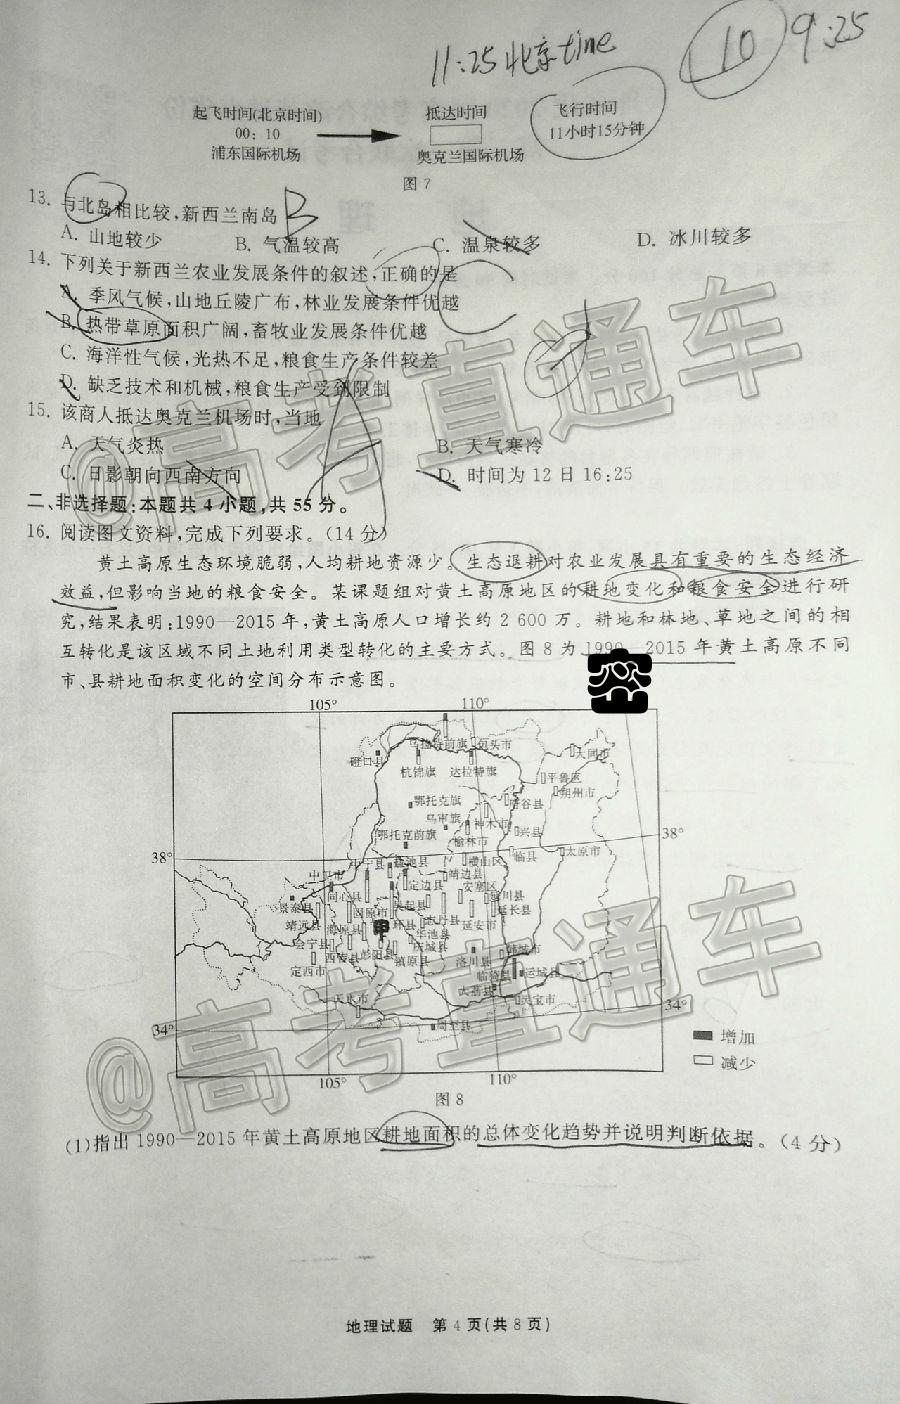 11:25北京time
10
9:25
起飞时间(北京时间)
抵达时间
飞行时间
00:10
11小时15分钟
浦东国际机场
奥克兰国际机场
图7
13. 与北岛相比较,新西兰南岛
B
A. 山地较少 B. 气温较高 C. 温泉较多 D. 冰川较多
14. 下列关于新西兰农业发展条件的叙述,正确的是
A. 季风气候,山地丘陵广布,林业发展条件优越
B. 热带草原面积广阔,畜牧业发展条件优越
C. 海洋性气候,光热不足,粮食生产条件较差
D. 缺乏技术和机械,粮食生产受到限制
15. 该商人抵达奥克兰机场时,当地
A
A. 天气炎热 B. 天气寒冷
C. 日影朝向西南方向 D. 时间为12日16:25
二、非选择题:本题共4小题,共55分。
16. 阅读图文资料,完成下列要求。(14分)
黄土高原生态环境脆弱,人均耕地资源少。生态退耕对农业发展具有重要的生态经济
效益,但影响当地的粮食安全。某课题组对黄土高原地区的耕地变化和粮食安全进行研
究,结果表明:1990—2015年,黄土高原人口增长约2 600万。耕地和林地、草地之间的相
互转化是该区域不同土地利用类型转化的主要方式。图8为1990—2015年黄土高原不同
市、县耕地面积变化的空间分布示意图。
105° 110°
乌拉特前旗 包头市
磴口县
大同市
杭锦旗 达拉特旗
平鲁区
朔州市
鄂托克旗
乌审旗 神木市
兴县
鄂托克前旗
榆林市
38°
38°
中宁县 盐池县 横山区 临县 太原市
中卫市
靖边县
同心县 定边县 安塞区
景泰县 固原市 吴起县 延川县
延长县
靖远县 海原县 环县 志丹县 延安市
会宁县
华池县
西吉县 彭阳县 庆城县
镇原县 洛川县 韩城市
定西市 临猗县 运城县
大荔县
天水市
34°
34°
周至县
增加
减少
105° 110°
图8
(1)指出1990—2015年黄土高原地区耕地面积的总体变化趋势并说明判断依据。(4分)
地理试题 第4页(共8页)
@高考直通车
@高考直通车